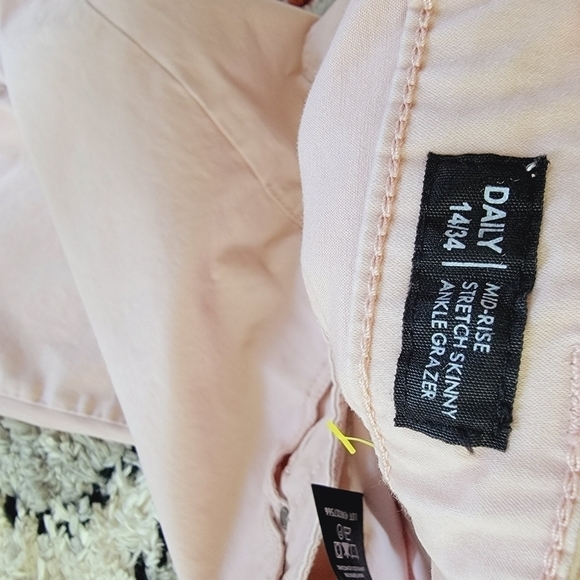 DAILY
14/34
MID-RISE
STRETCH SKINNY
ANKLE GRAZER